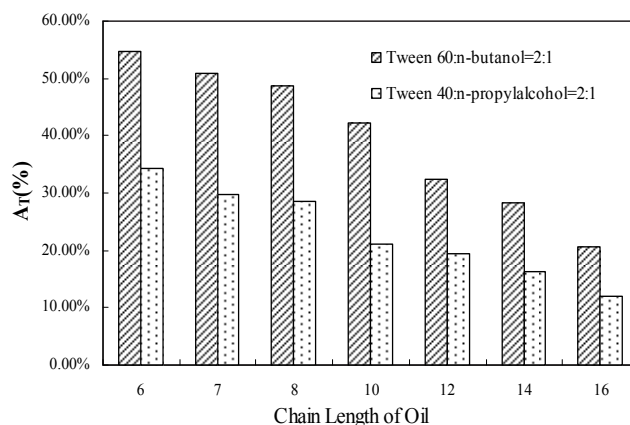 60.00%
50.00%
40.00%
30.00%
20.00%
10.00%
0.00%
AT(%)
Tween 60:n-butanol=2:1
Tween 40:n-propylalcohol=2:1
6 7 8 10 12 14 16
Chain Length of Oil